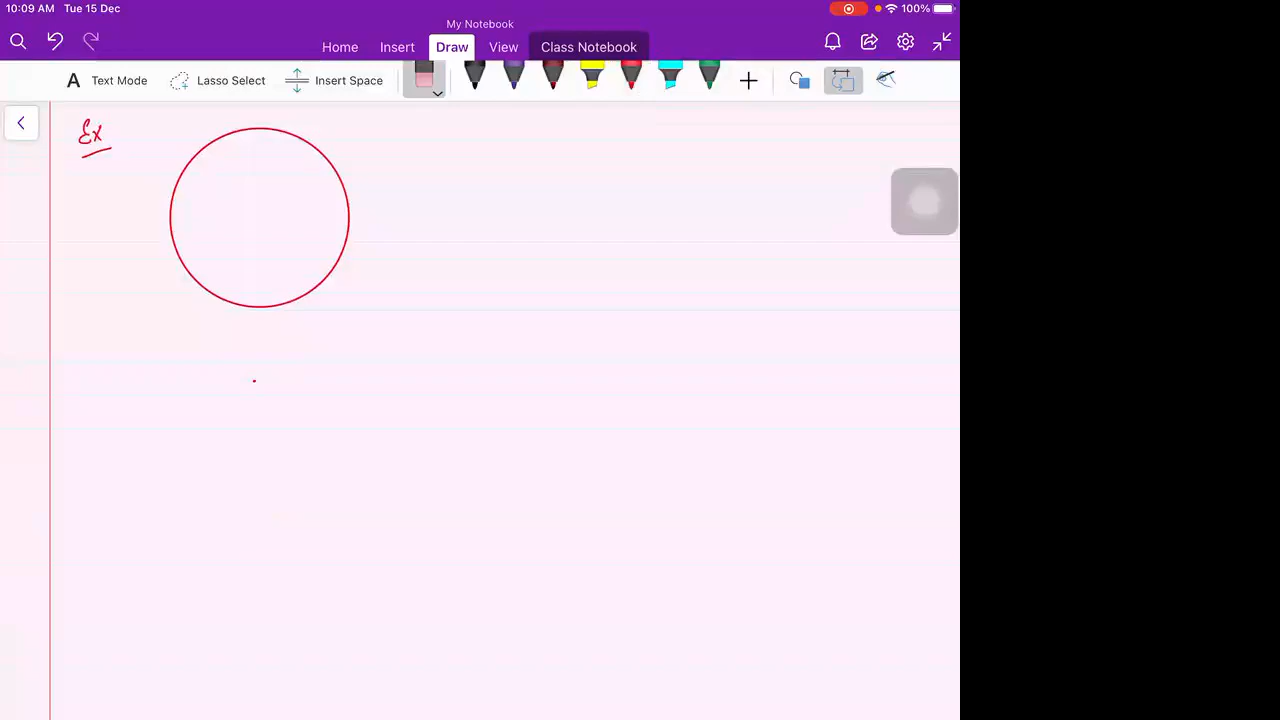 10:09 AM Tue 15 Dec
100%
My Notebook
Home Insert Draw View Class Notebook
A Text Mode Lasso Select Insert Space
Ex